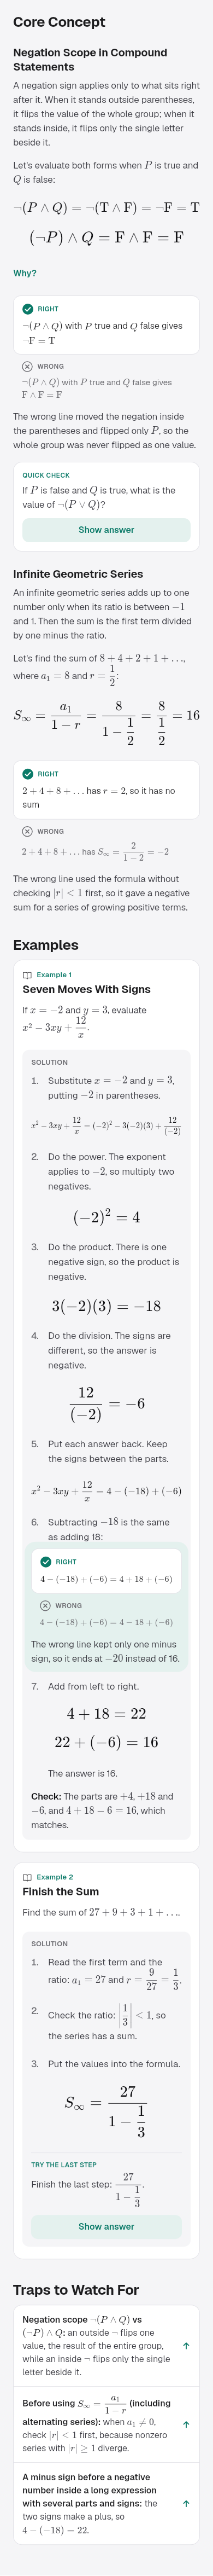 Core Concept
Negation Scope in Compound
Statements
A negation sign applies only to what sits right
after it. When it stands outside parentheses,
it flips the value of the whole group; when it
stands inside, it flips only the single letter
beside it.
Let's evaluate both forms when P is true and
Q is false:
¬(P ∧ Q) = ¬(T ∧ F) = ¬F = T
(¬P) ∧ Q = F ∧ F = F
Why?
RIGHT
¬(P ∧ Q) with P true and Q false gives
¬F = T
WRONG
¬(P ∧ Q) with P true and Q false gives
F ∧ F = F
The wrong line moved the negation inside
the parentheses and flipped only P, so the
whole group was never flipped as one value.
QUICK CHECK
If P is false and Q is true, what is the
value of ¬(P ∨ Q)?
Show answer
Infinite Geometric Series
An infinite geometric series adds up to one
number only when its ratio is between −1
and 1. Then the sum is the first term divided
by one minus the ratio.
Let's find the sum of 8 + 4 + 2 + 1 + …,
where a₁ = 8 and r = 1/2:
S∞ = a₁/(1 − r) = 8/(1 − 1/2) = 8/(1/2) = 16
RIGHT
2 + 4 + 8 + … has r = 2, so it has no
sum
WRONG
2 + 4 + 8 + … has S∞ = 2/(1 − 2) = −2
The wrong line used the formula without
checking |r| < 1 first, so it gave a negative
sum for a series of growing positive terms.
Examples
Example 1
Seven Moves With Signs
If x = −2 and y = 3, evaluate
x² − 3xy + 12/x.
SOLUTION
1. Substitute x = −2 and y = 3,
putting −2 in parentheses.
x² − 3xy + 12/x = (−2)² − 3(−2)(3) + 12/(−2)
2. Do the power. The exponent
applies to −2, so multiply two
negatives.
(−2)² = 4
3. Do the product. There is one
negative sign, so the product is
negative.
3(−2)(3) = −18
4. Do the division. The signs are
different, so the answer is
negative.
12/(−2) = −6
5. Put each answer back. Keep
the signs between the parts.
x² − 3xy + 12/x = 4 − (−18) + (−6)
6. Subtracting −18 is the same
as adding 18:
RIGHT
4 − (−18) + (−6) = 4 + 18 + (−6)
WRONG
4 − (−18) + (−6) = 4 − 18 + (−6)
The wrong line kept only one minus
sign, so it ends at −20 instead of 16.
7. Add from left to right.
4 + 18 = 22
22 + (−6) = 16
The answer is 16.
Check: The parts are +4, +18 and
−6, and 4 + 18 − 6 = 16, which
matches.
Example 2
Finish the Sum
Find the sum of 27 + 9 + 3 + 1 + ….
SOLUTION
1. Read the first term and the
ratio: a₁ = 27 and r = 9/27 = 1/3.
2. Check the ratio: |1/3| < 1, so
the series has a sum.
3. Put the values into the formula.
S∞ = 27/(1 − 1/3)
TRY THE LAST STEP
Finish the last step: 27/(1 − 1/3).
Show answer
Traps to Watch For
Negation scope ¬(P ∧ Q) vs
(¬P) ∧ Q: an outside ¬ flips one
value, the result of the entire group,
while an inside ¬ flips only the single
letter beside it.
↑
Before using S∞ = a₁/(1 − r) (including
alternating series): when a₁ ≠ 0,
check |r| < 1 first, because nonzero
series with |r| ≥ 1 diverge.
↑
A minus sign before a negative
number inside a long expression
with several parts and signs: the
two signs make a plus, so
4 − (−18) = 22.
↑